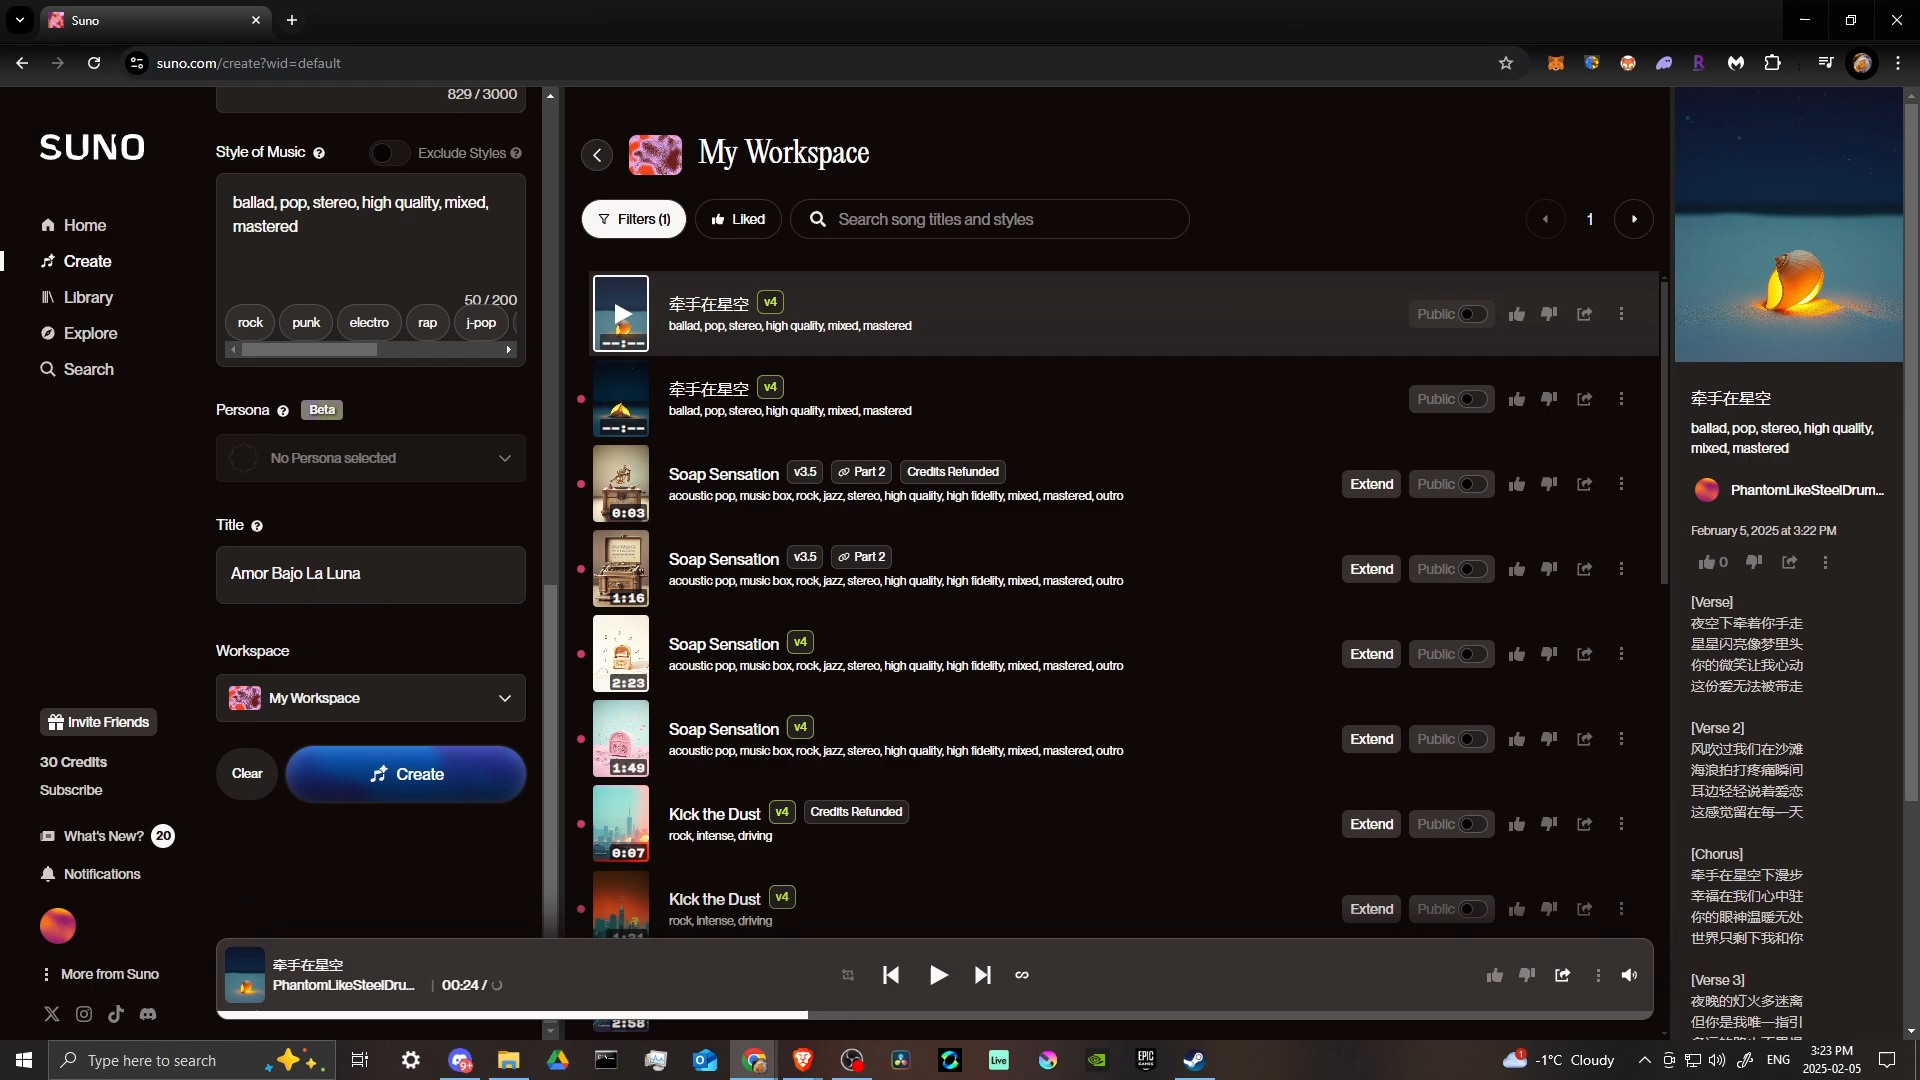 Suno
suno.com/create?wid=default
SUNO
Home
Create
Library
Explore
Search
Invite Friends
30 Credits
Subscribe
What's New? 20
Notifications
More from Suno
829 / 3000
Style of Music
Exclude Styles
ballad, pop, stereo, high quality, mixed,
mastered
50 / 200
rock
punk
electro
rap
j-pop
Persona
Beta
No Persona selected
Title
Amor Bajo La Luna
Workspace
My Workspace
Clear
Create
My Workspace
Filters (1)
Liked
Search song titles and styles
1
牵手在星空 v4
Public
ballad, pop, stereo, high quality, mixed, mastered
--:--
牵手在星空 v4
Public
ballad, pop, stereo, high quality, mixed, mastered
--:--
Soap Sensation v3.5 Part 2 Credits Refunded
Extend Public
acoustic pop, music box, rock, jazz, stereo, high quality, high fidelity, mixed, mastered, outro
0:03
Soap Sensation v3.5 Part 2
Extend Public
acoustic pop, music box, rock, jazz, stereo, high quality, high fidelity, mixed, mastered, outro
1:16
Soap Sensation v4
Extend Public
acoustic pop, music box, rock, jazz, stereo, high quality, high fidelity, mixed, mastered, outro
2:23
Soap Sensation v4
Extend Public
acoustic pop, music box, rock, jazz, stereo, high quality, high fidelity, mixed, mastered, outro
1:49
Kick the Dust v4 Credits Refunded
Extend Public
rock, intense, driving
0:07
Kick the Dust v4
Extend Public
rock, intense, driving
2:58
牵手在星空
PhantomLikeSteelDru...
00:24 /
牵手在星空
ballad, pop, stereo, high quality,
mixed, mastered
PhantomLikeSteelDrum...
February 5, 2025 at 3:22 PM
0
[Verse]
夜空下牵着你手走
星星闪亮像梦里头
你的微笑让我心动
这份爱无法被带走
[Verse 2]
风吹过我们在沙滩
海浪拍打疼痛瞬间
耳边轻轻说着爱恋
这感觉留在每一天
[Chorus]
牵手在星空下漫步
幸福在我们心中驻
你的眼神温暖无处
世界只剩下我和你
[Verse 3]
夜晚的灯火多迷离
但你是我唯一指引
Type here to search
9+
Live
EPIC
GAMES
1
-1°C Cloudy
ENG
3:23 PM
2025-02-05